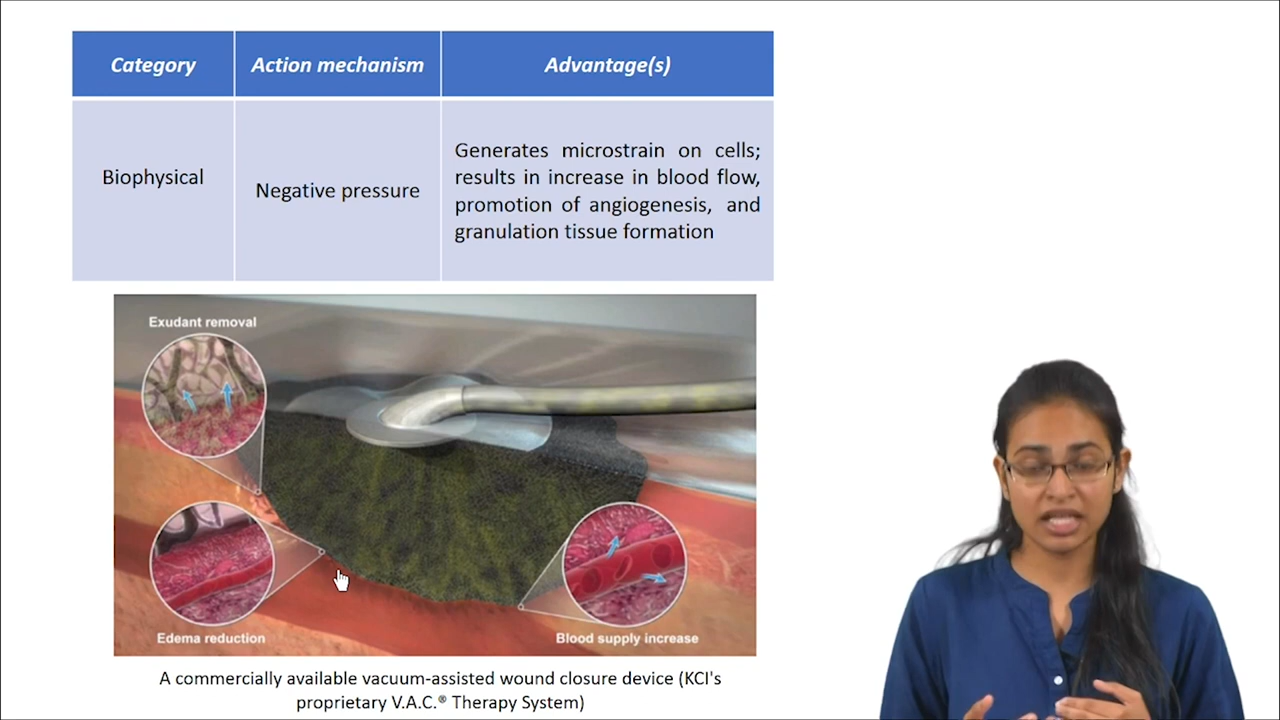 Category
Action mechanism
Advantage(s)
Biophysical
Negative pressure
Generates microstrain on cells;
results in increase in blood flow,
promotion of angiogenesis, and
granulation tissue formation
Exudant removal
Edema reduction
Blood supply increase
A commercially available vacuum-assisted wound closure device (KCI's
proprietary V.A.C.® Therapy System)